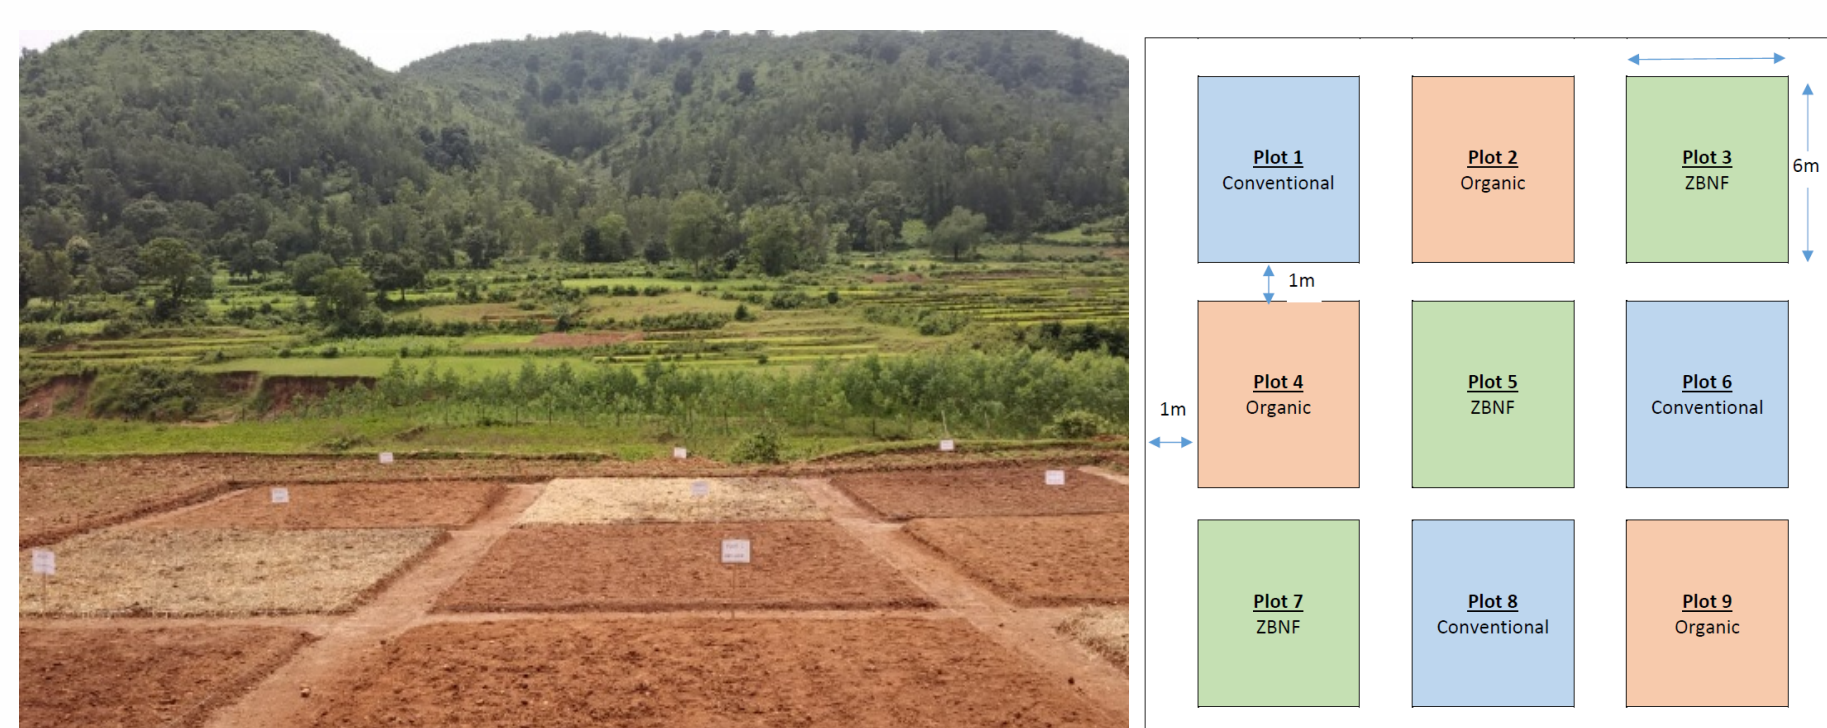 Plot 1
Conventional
Plot 2
Organic
Plot 3
ZBNF
6m
1m
Plot 4
Organic
Plot 5
ZBNF
Plot 6
Conventional
1m
Plot 7
ZBNF
Plot 8
Conventional
Plot 9
Organic